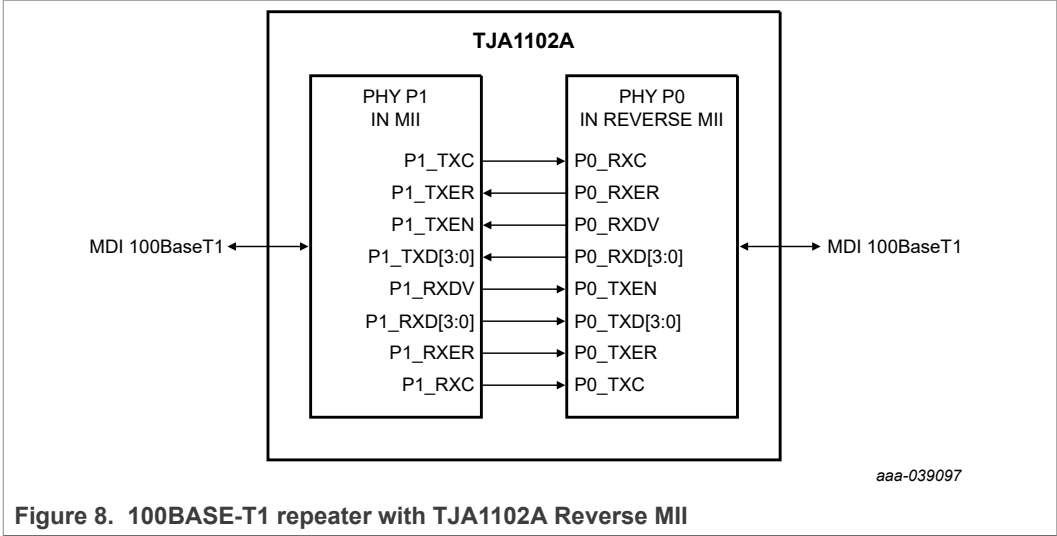 TJA1102A
PHY P1
IN MII
PHY P0
IN REVERSE MII
P1_TXC
P0_RXC
P1_TXER
P0_RXER
P1_TXEN
P0_RXDV
MDI 100BaseT1
MDI 100BaseT1
P1_TXD[3:0]
P0_RXD[3:0]
P1_RXDV
P0_TXEN
P1_RXD[3:0]
P0_TXD[3:0]
P1_RXER
P0_TXER
P1_RXC
P0_TXC
aaa-039097
Figure 8. 100BASE-T1 repeater with TJA1102A Reverse MII